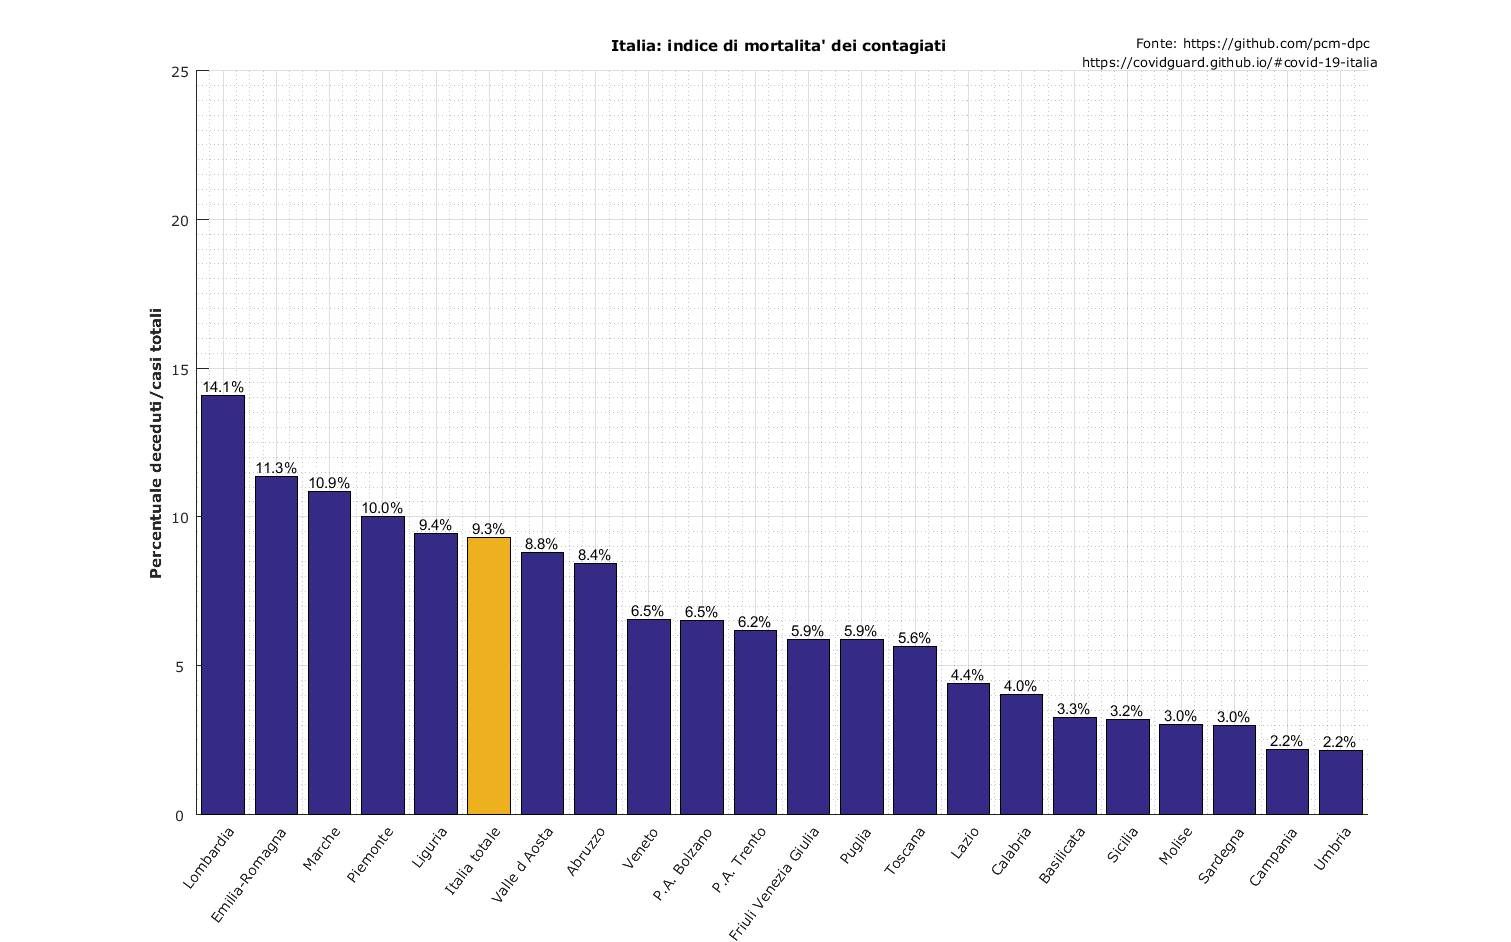 Italia: indice di mortalita' dei contagiati
Fonte: https://github.com/pcm-dpc
https://covidguard.github.io/#covid-19-italia
Percentuale deceduti/casi totali
25
20
15
10
5
0
14.1%
11.3%
10.9%
10.0%
9.4%
9.3%
8.8%
8.4%
6.5%
6.5%
6.2%
5.9%
5.9%
5.6%
4.4%
4.0%
3.3%
3.2%
3.0%
3.0%
2.2%
2.2%
Lombardia
Emilia-Romagna
Marche
Piemonte
Liguria
Italia totale
Valle d Aosta
Abruzzo
Veneto
P.A. Bolzano
P.A. Trento
Friuli Venezia Giulia
Puglia
Toscana
Lazio
Calabria
Basilicata
Sicilia
Molise
Sardegna
Campania
Umbria